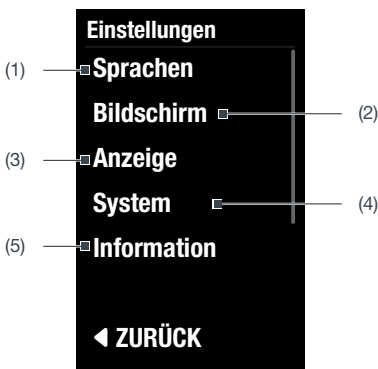 Einstellungen
(1) Sprachen
Bildschirm (2)
(3) Anzeige
System (4)
(5) Information
ZURÜCK